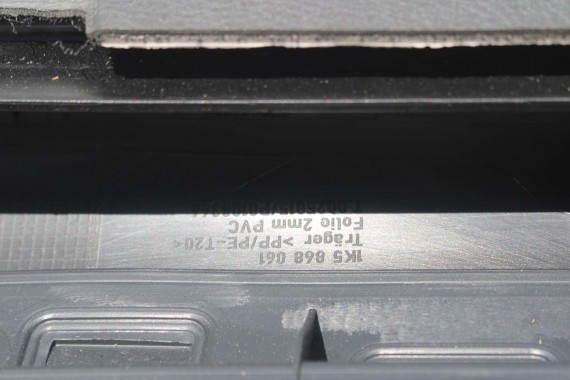 1K5 868 061
Träger >PP/PE-T20<
Folie 2mm PVC